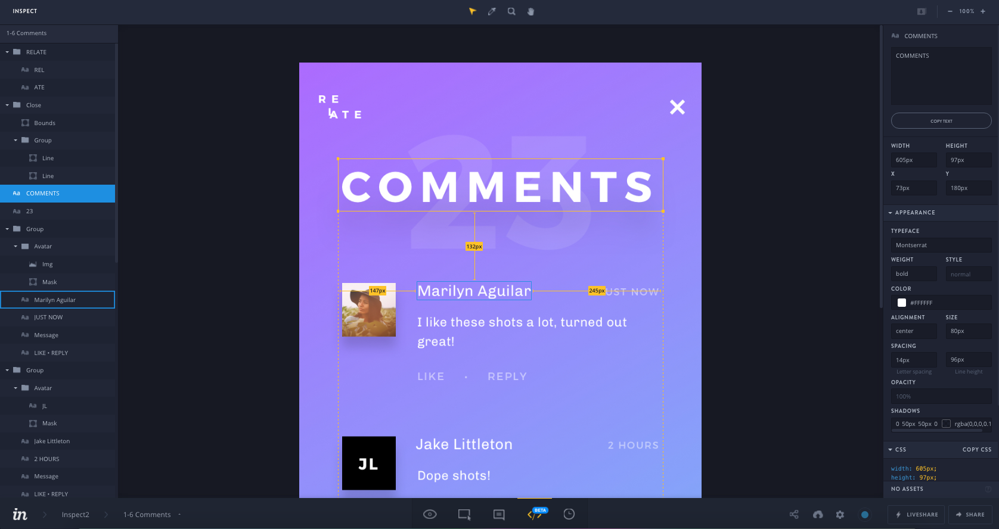 INSPECT
100%
1-6 Comments
RELATE
REL
ATE
Close
Bounds
Group
Line
Line
COMMENTS
23
Group
Avatar
Img
Mask
Marilyn Aguilar
JUST NOW
Message
LIKE • REPLY
Group
Avatar
JL
Mask
Jake Littleton
2 HOURS
Message
LIKE • REPLY
RE
L
ATE
23
COMMENTS
132px
147px
Marilyn Aguilar
245px
UST NOW
I like these shots a lot, turned out
great!
LIKE • REPLY
JL
Jake Littleton
2 HOURS
Dope shots!
COMMENTS
COMMENTS
COPY TEXT
WIDTH HEIGHT
605px 97px
X Y
73px 180px
APPEARANCE
TYPEFACE
Montserrat
WEIGHT STYLE
bold normal
COLOR
#FFFFFF
ALIGNMENT SIZE
center 80px
SPACING
14px 96px
Letter spacing Line height
OPACITY
100%
SHADOWS
0 50px 50px 0 rgba(0,0,0,0.1
CSS COPY CSS
width: 605px;
height: 97px;
NO ASSETS
in
Inspect2
1-6 Comments
</>
BETA
LIVESHARE
SHARE